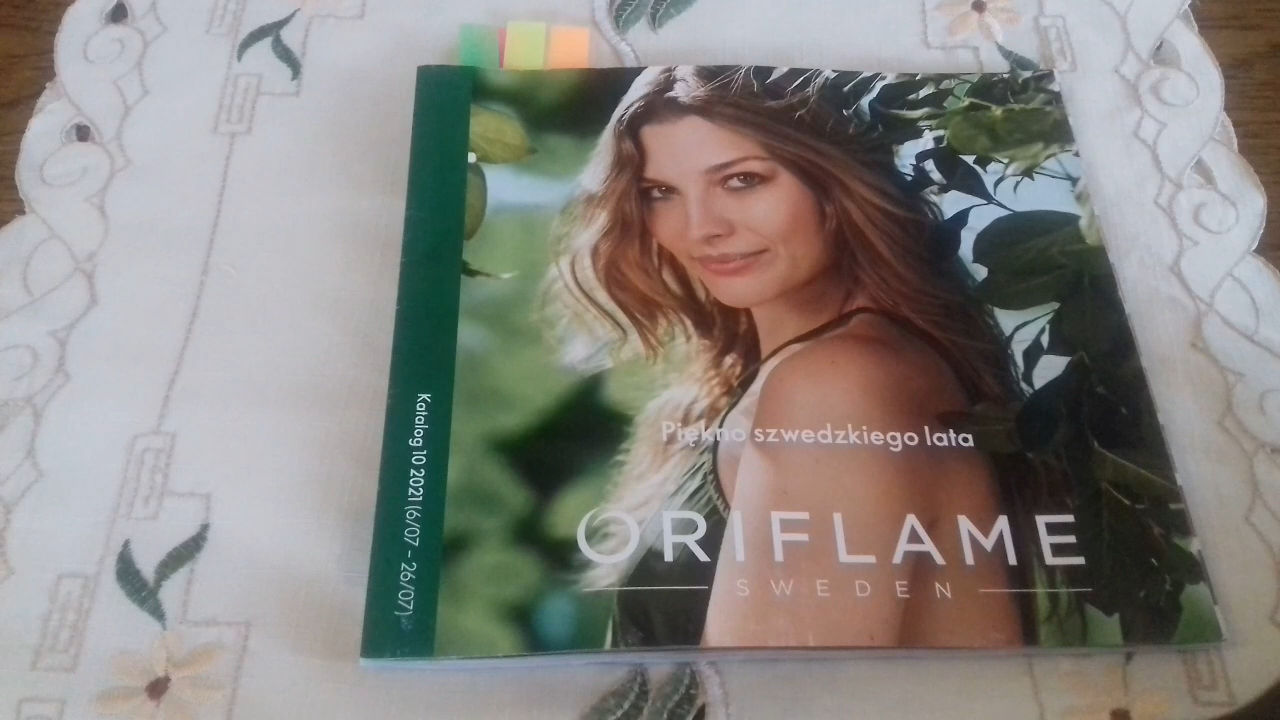 Katalog 10 2021 (6/07 - 26/07)
Piękno szwedzkiego lata
ORIFLAME
SWEDEN